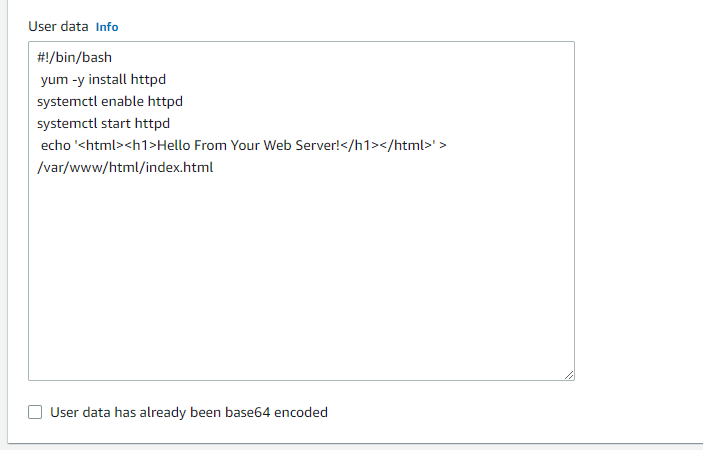 User data Info
#!/bin/bash
 yum -y install httpd
systemctl enable httpd
systemctl start httpd
 echo '<html><h1>Hello From Your Web Server!</h1></html>' >
/var/www/html/index.html
User data has already been base64 encoded